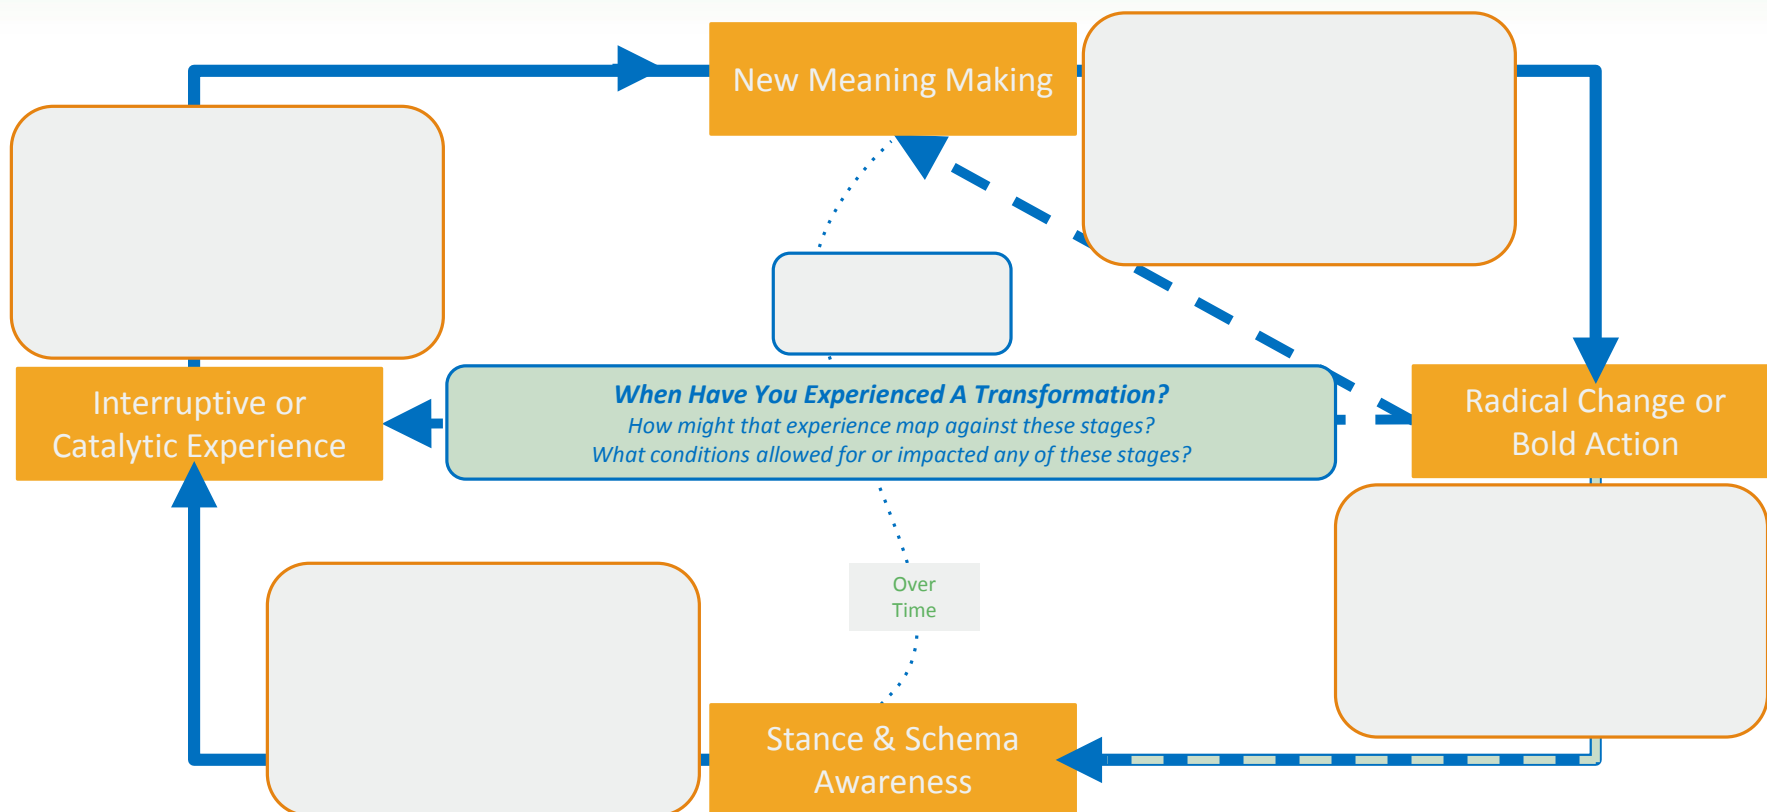 New Meaning Making
When Have You Experienced A Transformation?
How might that experience map against these stages?
What conditions allowed for or impacted any of these stages?
Interruptive or
Catalytic Experience
Radical Change or
Bold Action
Over
Time
Stance & Schema
Awareness